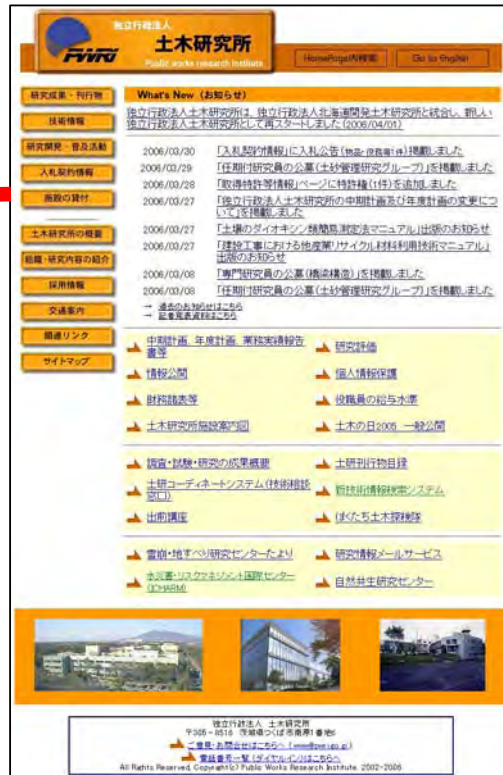 独立行政法人
土木研究所
PWRI
Public works research Institute
HomePage内検索
Go to English
研究成果・刊行物
技術情報
研究開発・普及活動
入札契約情報
施設の貸付
土木研究所の概要
組織・研究内容の紹介
採用情報
交通案内
関連リンク
サイトマップ
What's New (お知らせ)
独立行政法人土木研究所は、独立行政法人北海道開発土木研究所と統合し、新しい
独立行政法人土木研究所として再スタートしました(2006/04/01)
2006/03/30 「入札契約情報」に入札公告(物品・役務等1件)掲載しました
2006/03/29 「任期付研究員の公募(土砂管理研究グループ)」を掲載しました
2006/03/28 「取得特許等情報」ページに特許権(1件)を追加しました
2006/03/27 「独立行政法人土木研究所の中期計画及び年度計画の変更につ
いて」を掲載しました
2006/03/27 「土壌のダイオキシン類簡易測定法マニュアル」出版のお知らせ
2006/03/27 「建設工事における他産業リサイクル材料利用技術マニュアル」
出版のお知らせ
2006/03/08 「専門研究員の公募(橋梁構造)」を掲載しました
2006/03/08 「任期付研究員の公募(土砂管理研究グループ)」を掲載しました
→ 過去のお知らせはこちら
→ 記者発表資料はこちら
中期計画、年度計画、業務実績報告
書等
研究評価
情報公開
個人情報保護
財務諸表等
役職員の給与水準
土木研究所施設案内図
土木の日2005 一般公開
調査・試験・研究の成果概要
土研刊行物目録
土研コーディネートシステム(技術相談
窓口)
新技術情報検索システム
出前講座
つくたち土木探検隊
雪崩・地すべり研究センターたより
研究情報メールサービス
水災害・リスクマネジメント国際センター
(ICHARM)
自然共生研究センター
独立行政法人 土木研究所
〒305-8516 茨城県つくば市南原1番地6
ご意見・お問合せはこちらへ (www@pwri.go.jp)
電話番号一覧(ダイヤルイン)はこちらへ
All Rights Reserved, Copyright(c) Public Works Research Institute, 2002-2006